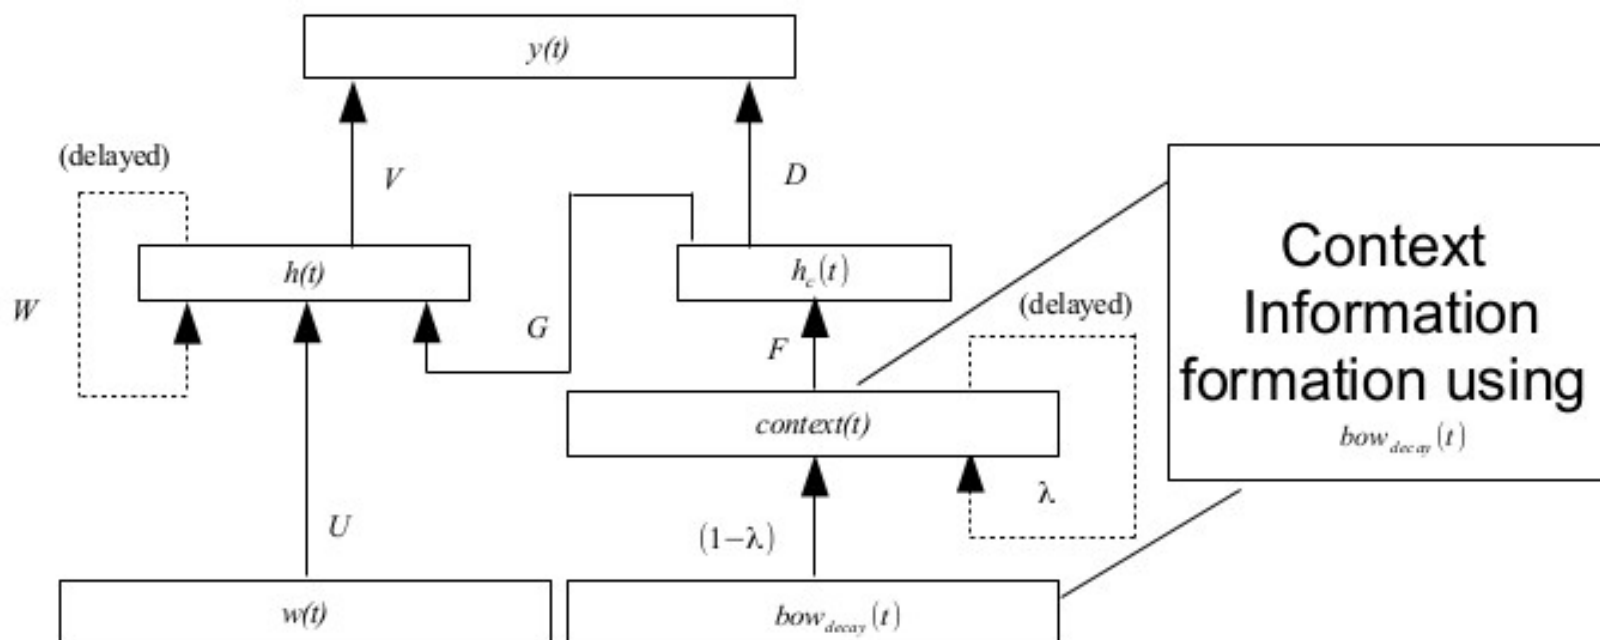 y(t)
(delayed)
V
D
h(t)
h_c(t)
(delayed)
W
G
F
Context
Information
formation using
bow_decay(t)
context(t)
λ
U
(1−λ)
w(t)
bow_decay(t)